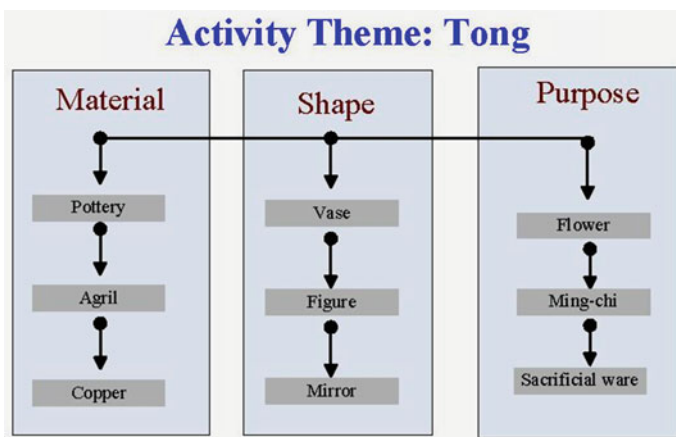 Activity Theme: Tong
Material
Shape
Purpose
Pottery
Vase
Flower
Agril
Figure
Ming-chi
Copper
Mirror
Sacrificial ware